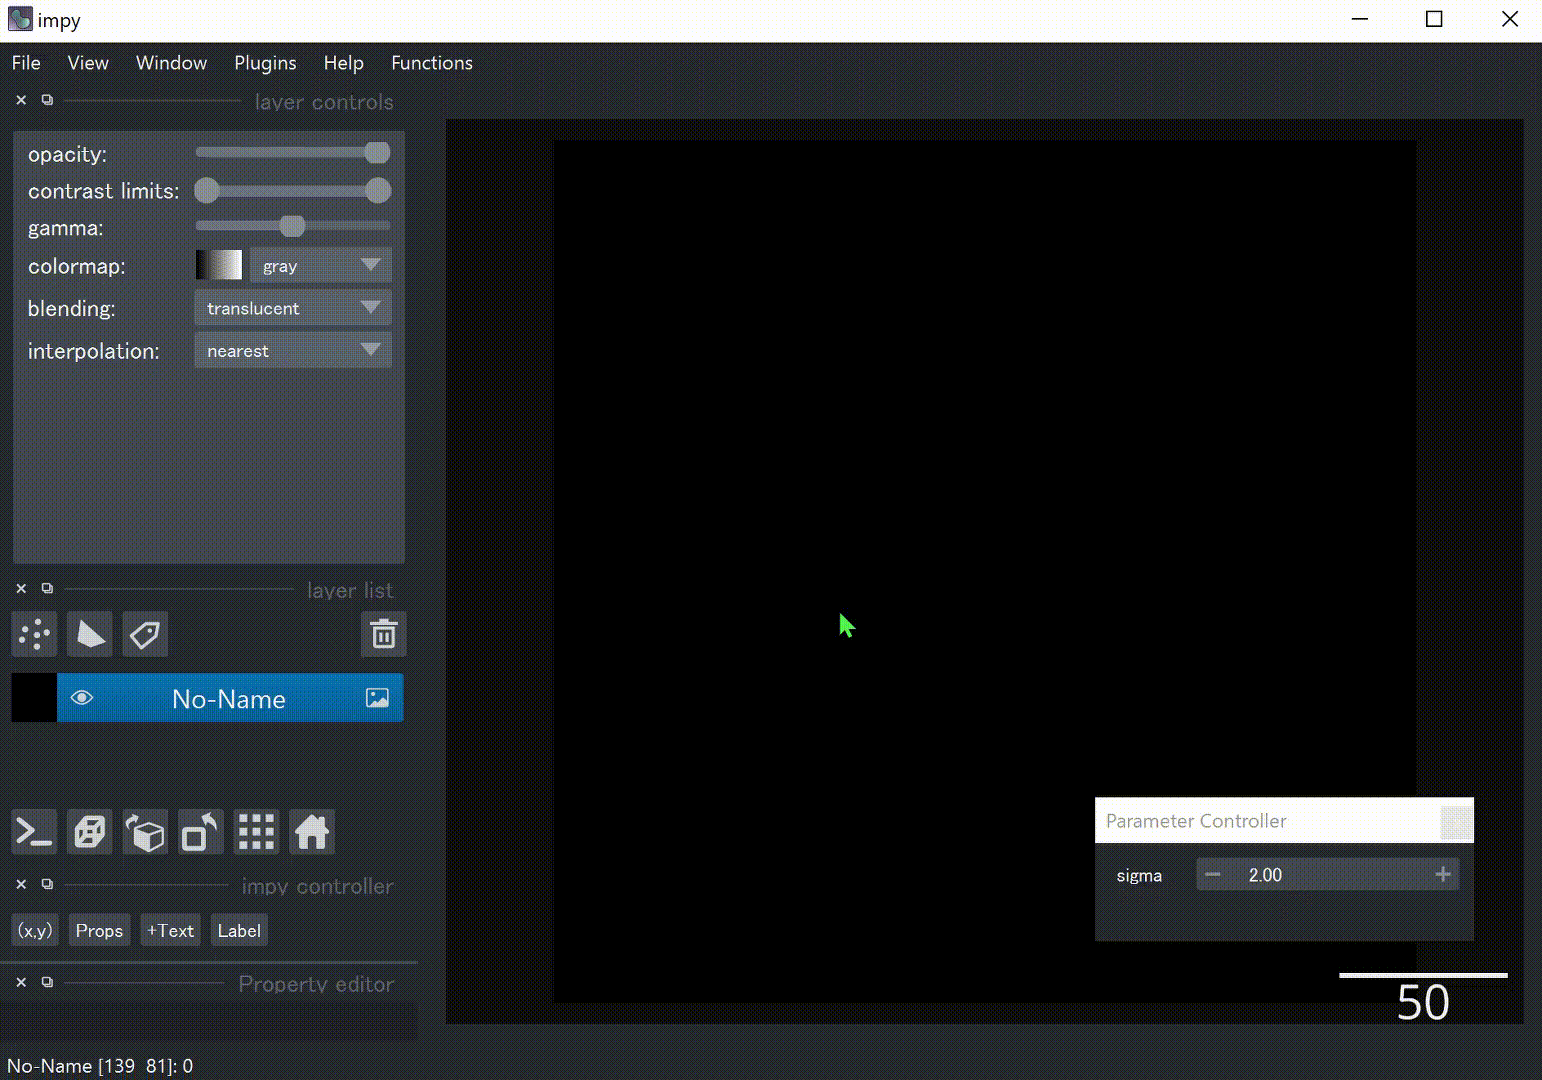 impy
File View Window Plugins Help Functions
layer controls
opacity:
contrast limits:
gamma:
colormap: gray
blending: translucent
interpolation: nearest
layer list
No-Name
impy controller
(x,y) Props +Text Label
Property editor
Parameter Controller
sigma 2.00
50
No-Name [139 81]: 0